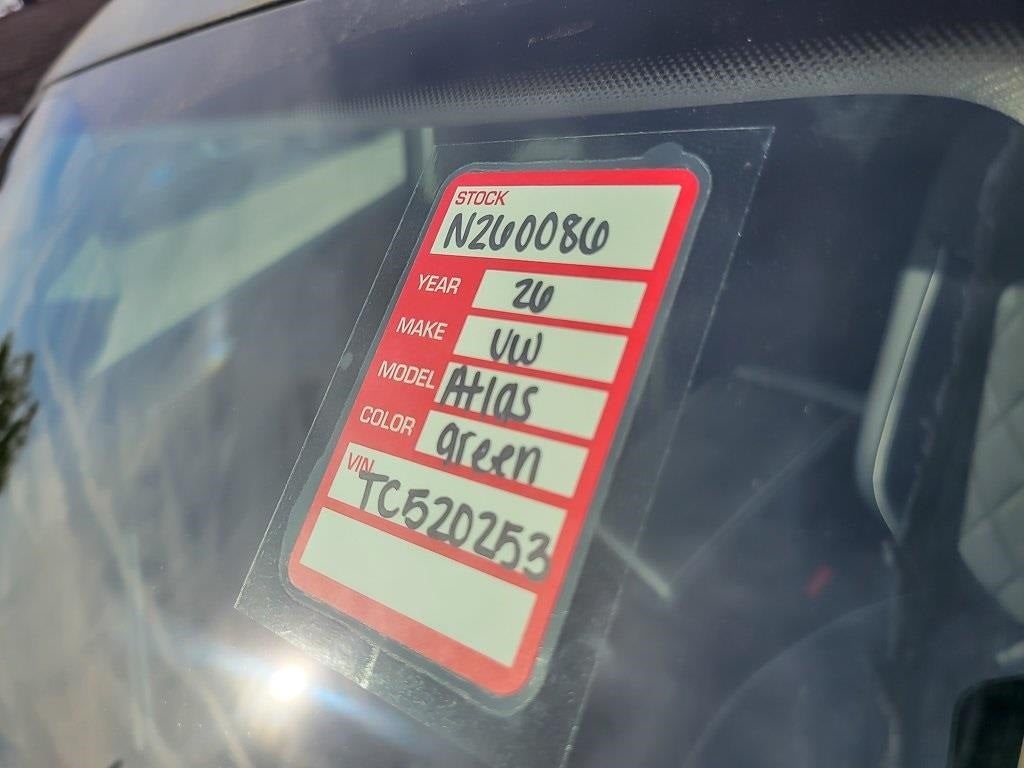 STOCK
N260086
YEAR 26
MAKE VW
MODEL Atlas
COLOR green
VIN
TC520253